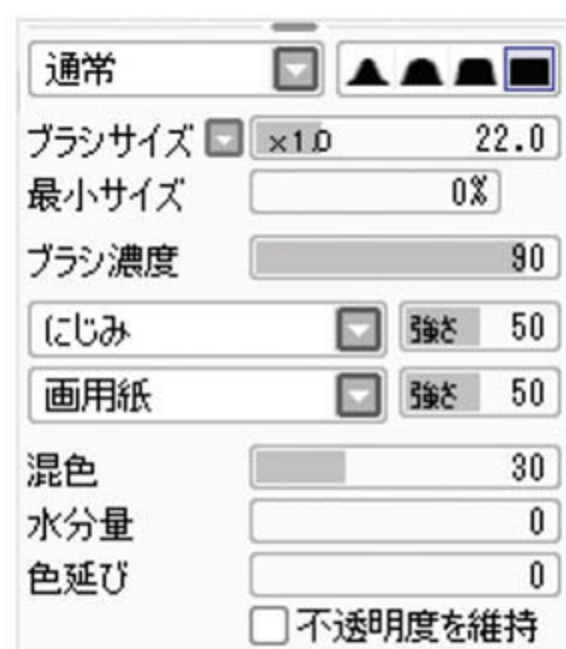 通常
ブラシサイズ ×1.0 22.0
最小サイズ 0%
ブラシ濃度 90
にじみ 強さ 50
画用紙 強さ 50
混色 30
水分量 0
色延び 0
不透明度を維持